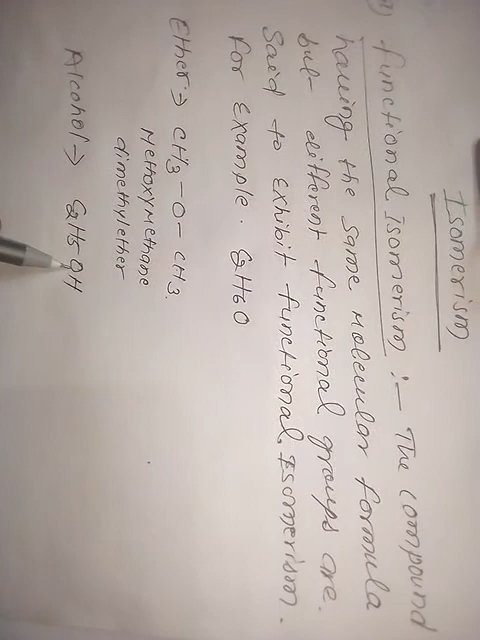 Isomerism
functional Isomerism :- The compound
having the same molecular formula
but different functional groups are
said to exhibit functional Isomerism.
for example. C2H6O
Ether → CH3-O-CH3.
Methoxymethane
dimethylether
Alcohol → C2H5OH